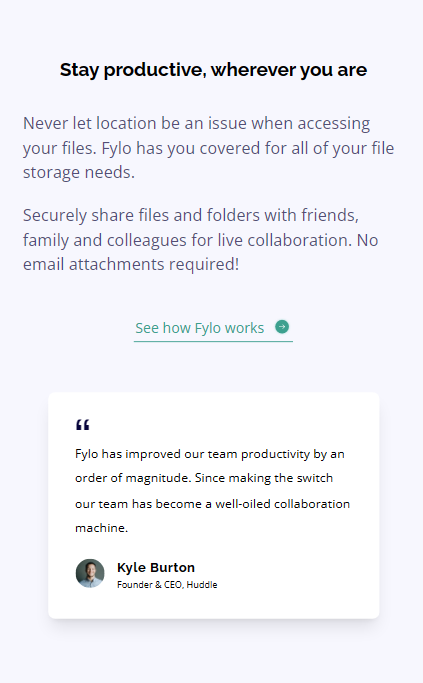 Stay productive, wherever you are
Never let location be an issue when accessing
your files. Fylo has you covered for all of your file
storage needs.
Securely share files and folders with friends,
family and colleagues for live collaboration. No
email attachments required!
See how Fylo works
“
Fylo has improved our team productivity by an
order of magnitude. Since making the switch
our team has become a well-oiled collaboration
machine.
Kyle Burton
Founder & CEO, Huddle